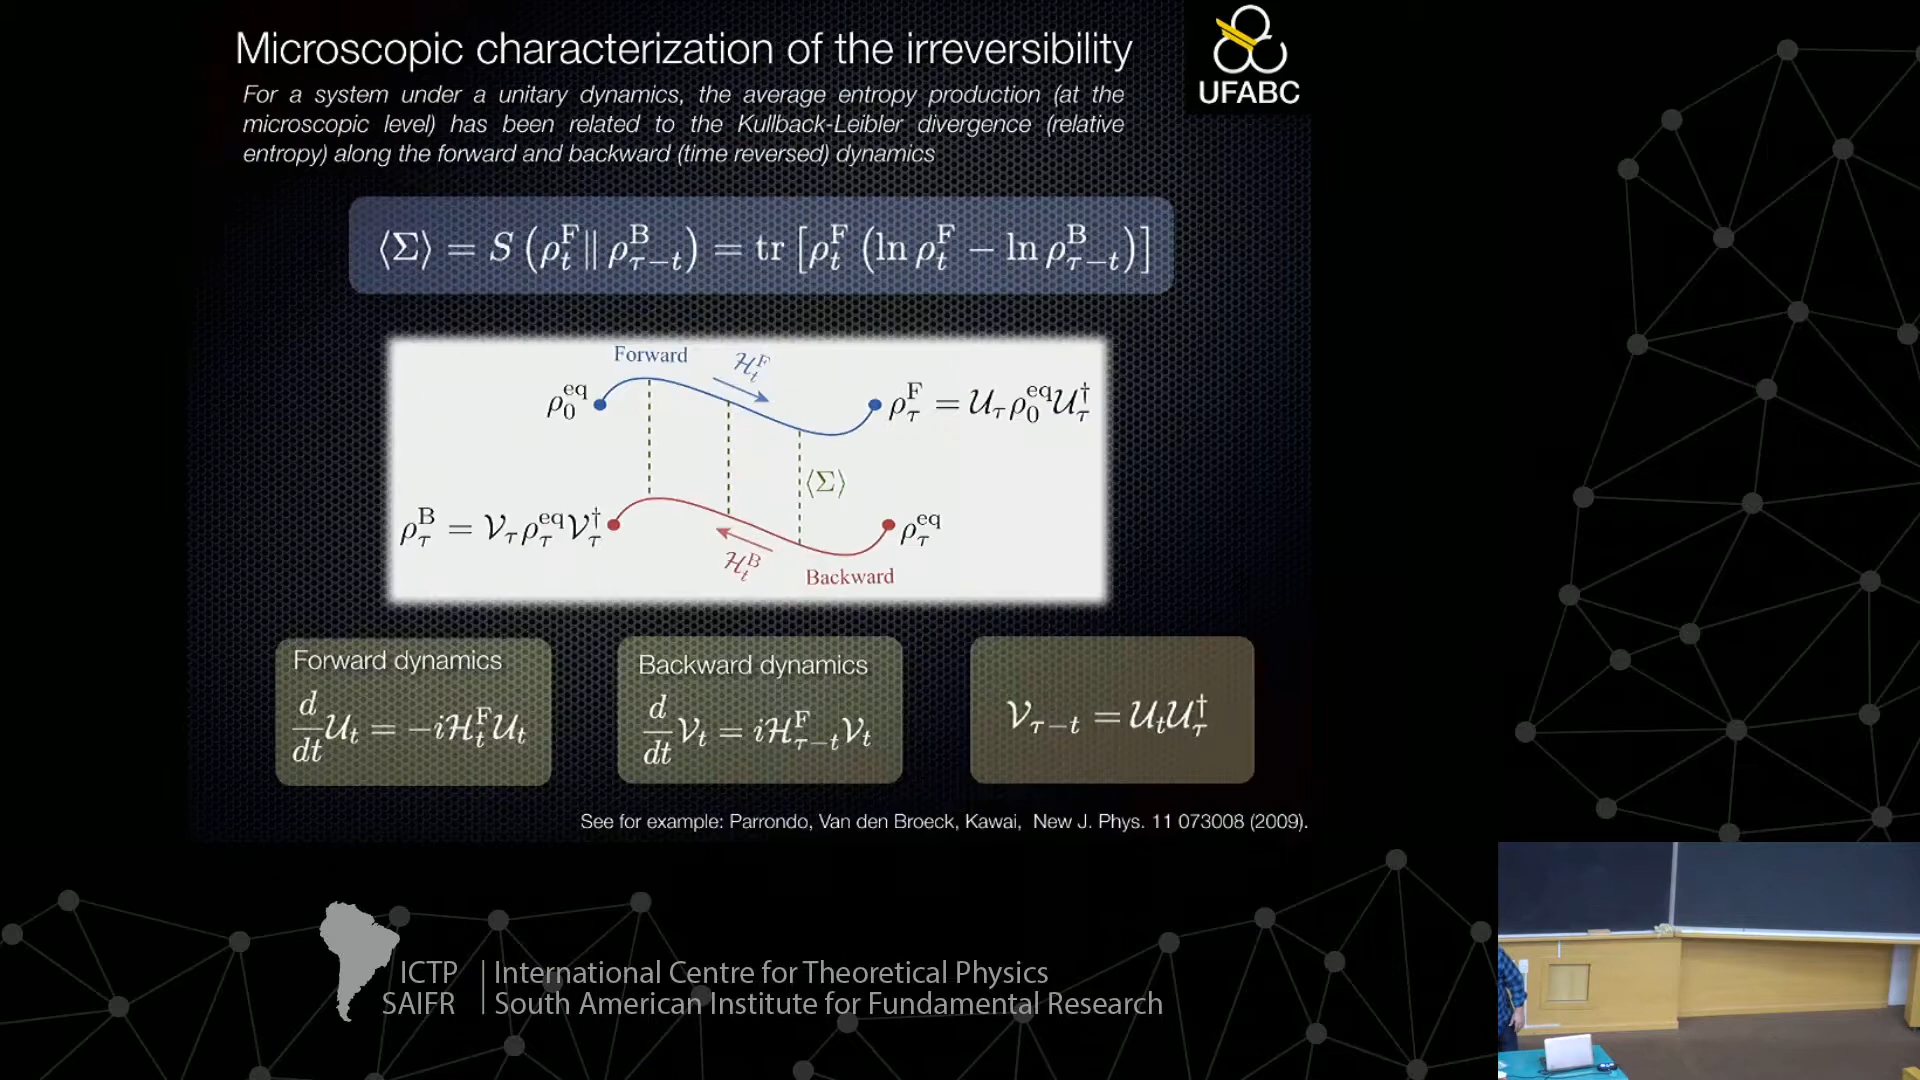 Microscopic characterization of the irreversibility
UFABC
For a system under a unitary dynamics, the average entropy production (at the
microscopic level) has been related to the Kullback-Leibler divergence (relative
entropy) along the forward and backward (time reversed) dynamics
⟨Σ⟩ = S (ρ_t^F ‖ ρ_{τ−t}^B) = tr [ρ_t^F (ln ρ_t^F − ln ρ_{τ−t}^B)]
Forward
ℋ_t^F
ρ_0^eq
ρ_τ^F = 𝒰_τ ρ_0^eq 𝒰_τ^†
⟨Σ⟩
ρ_τ^B = 𝒱_τ ρ_τ^eq 𝒱_τ^†
ρ_τ^eq
ℋ_t^B
Backward
Forward dynamics
d/dt 𝒰_t = −iℋ_t^F 𝒰_t
Backward dynamics
d/dt 𝒱_t = iℋ_{τ−t}^F 𝒱_t
𝒱_{τ−t} = 𝒰_t 𝒰_τ^†
See for example: Parrondo, Van den Broeck, Kawai, New J. Phys. 11 073008 (2009).
ICTP | International Centre for Theoretical Physics
SAIFR | South American Institute for Fundamental Research